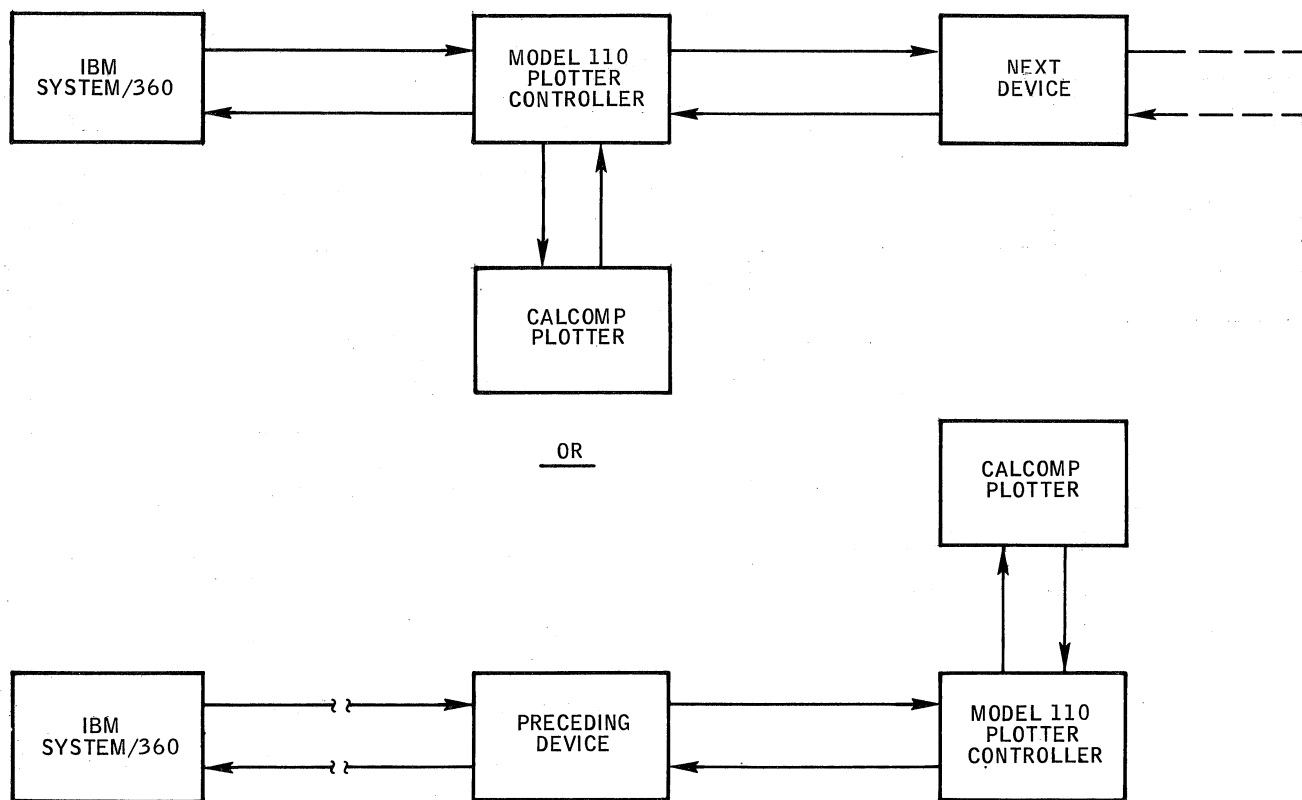 IBM
SYSTEM/360
MODEL 110
PLOTTER
CONTROLLER
NEXT
DEVICE
CALCOMP
PLOTTER
OR
CALCOMP
PLOTTER
IBM
SYSTEM/360
PRECEDING
DEVICE
MODEL 110
PLOTTER
CONTROLLER